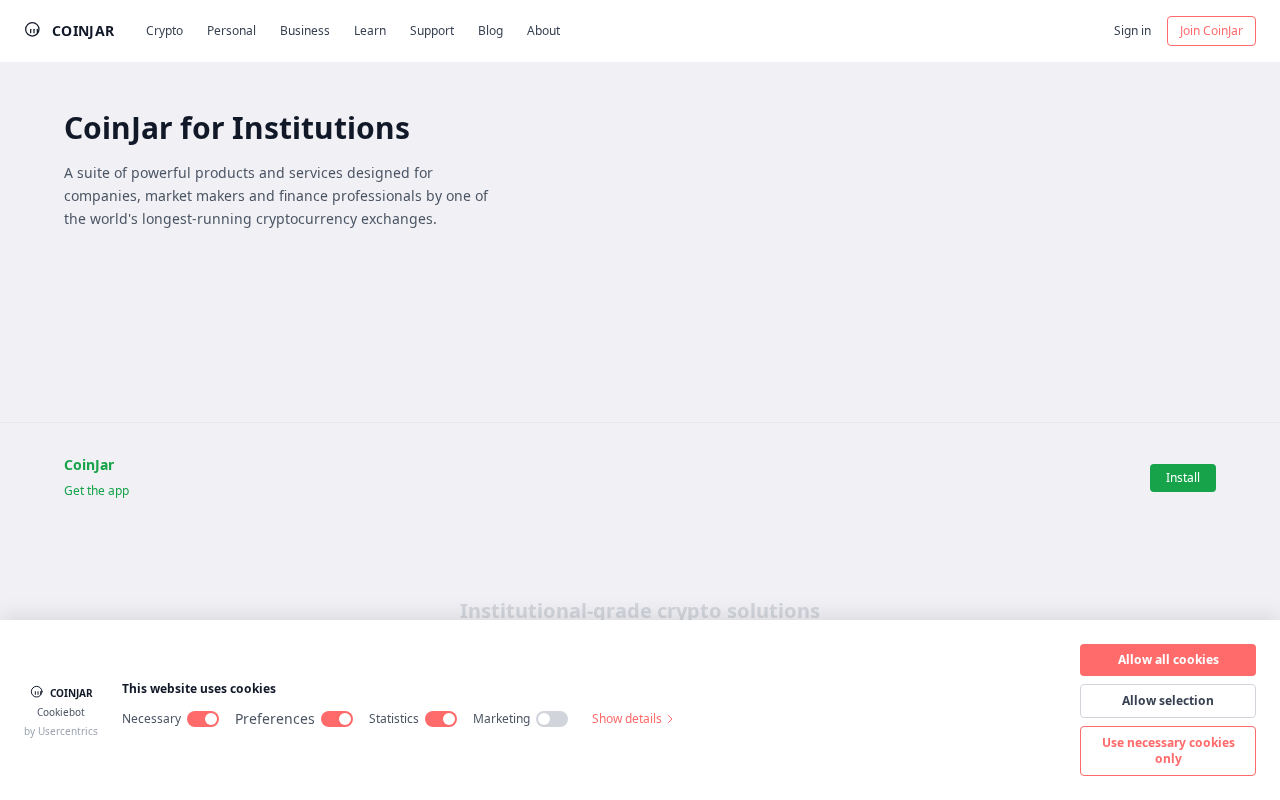 COINJAR
Crypto
Personal
Business
Learn
Support
Blog
About
Sign in
Join CoinJar
CoinJar for Institutions
A suite of powerful products and services designed for
companies, market makers and finance professionals by one of
the world's longest-running cryptocurrency exchanges.
CoinJar
Get the app
Install
Institutional-grade crypto solutions
COINJAR
Cookiebot
by Usercentrics
This website uses cookies
Necessary
Preferences
Statistics
Marketing
Show details
Allow all cookies
Allow selection
Use necessary cookies
only